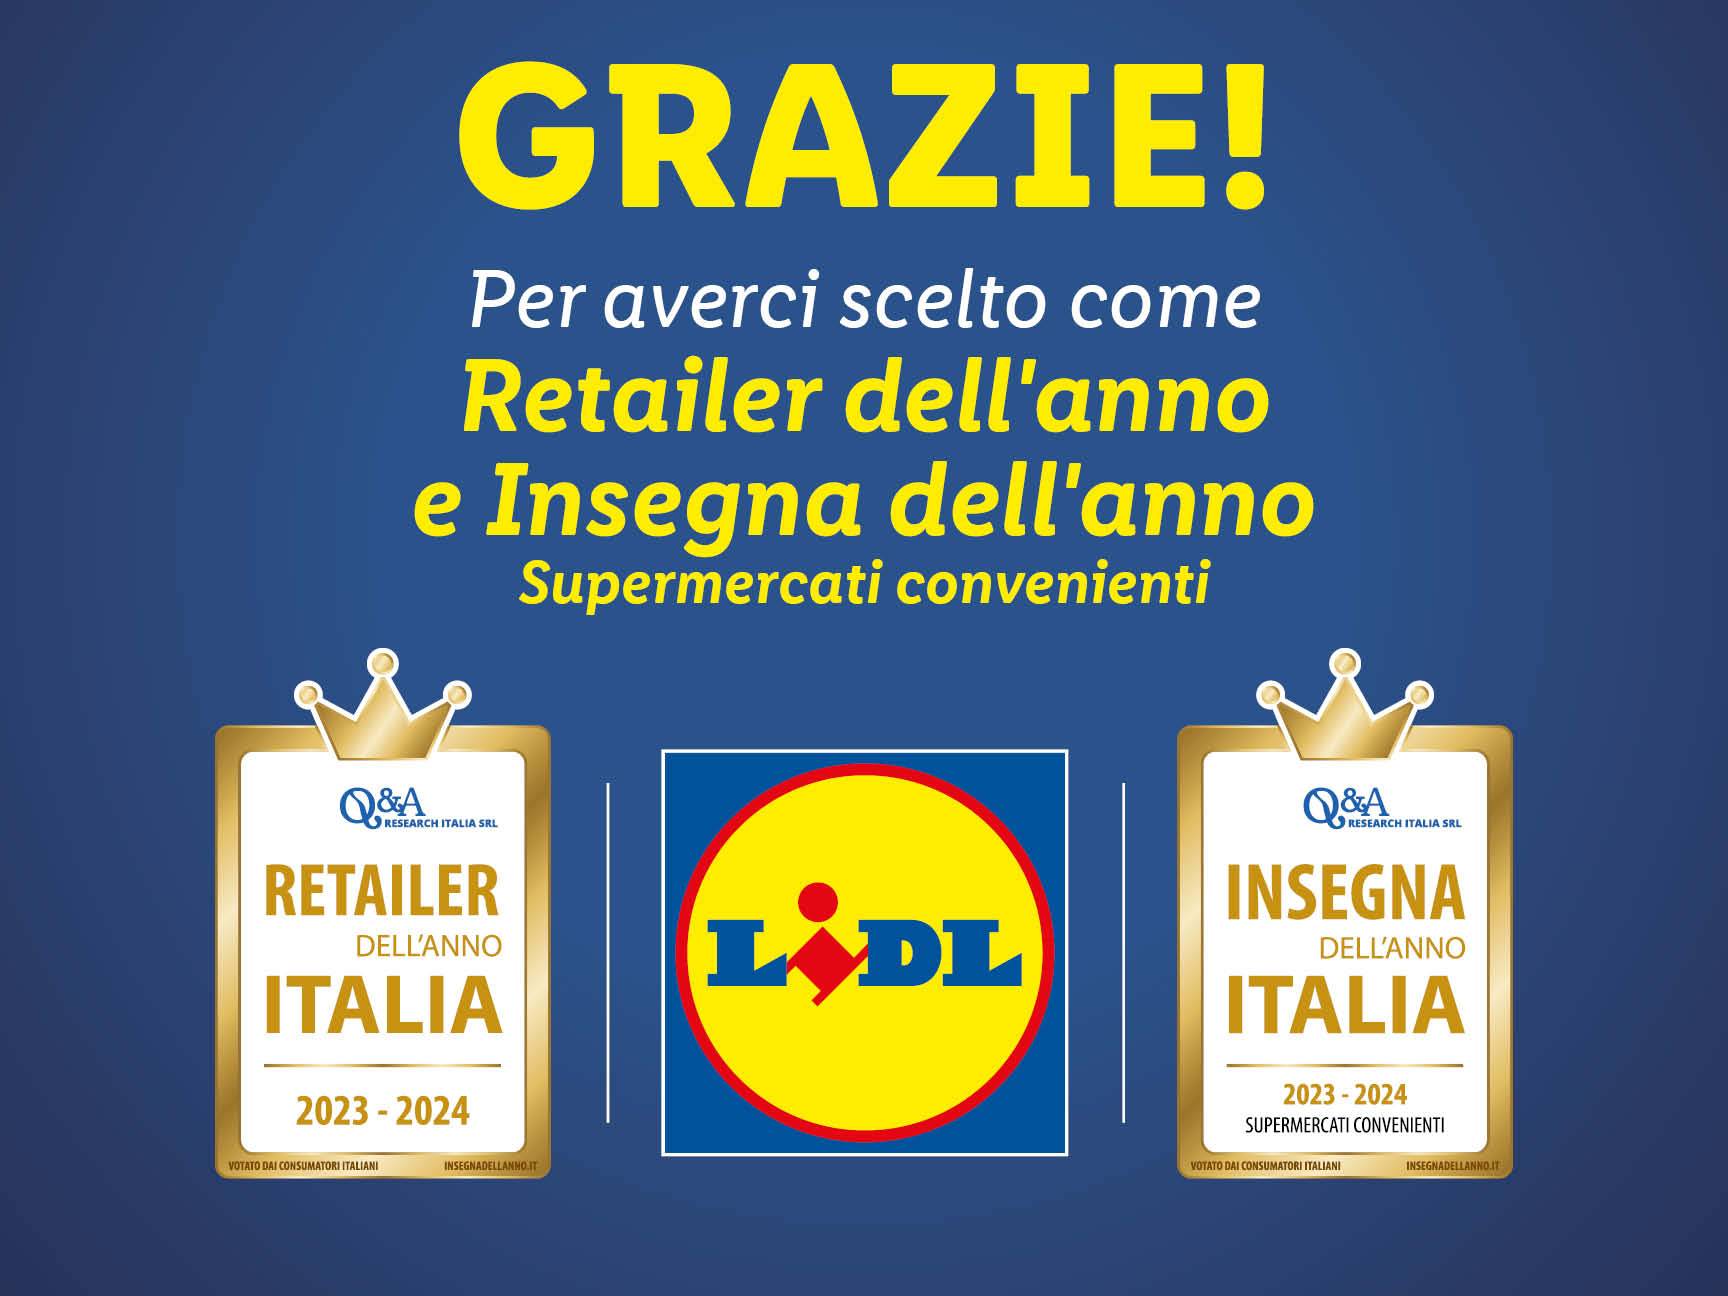 GRAZIE!
Per averci scelto come
Retailer dell'anno
e Insegna dell'anno
Supermercati convenienti
Q&A
RESEARCH ITALIA SRL
RETAILER
DELL'ANNO
ITALIA
2023 - 2024
VOTATO DAI CONSUMATORI ITALIANI
INSEGNADELLANNO.IT
LiDL
Q&A
RESEARCH ITALIA SRL
INSEGNA
DELL'ANNO
ITALIA
2023 - 2024
SUPERMERCATI CONVENIENTI
VOTATO DAI CONSUMATORI ITALIANI
INSEGNADELLANNO.IT